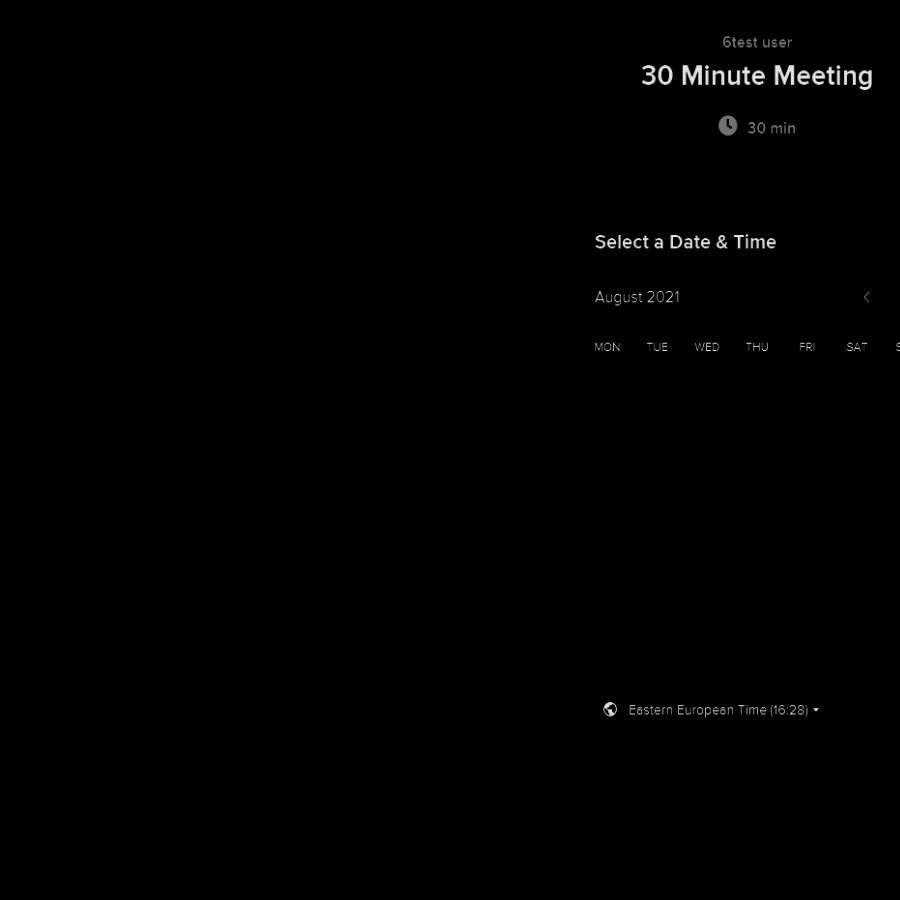 6test user
30 Minute Meeting
30 min
Select a Date & Time
August 2021
MON TUE WED THU FRI SAT
Eastern European Time (16:28)